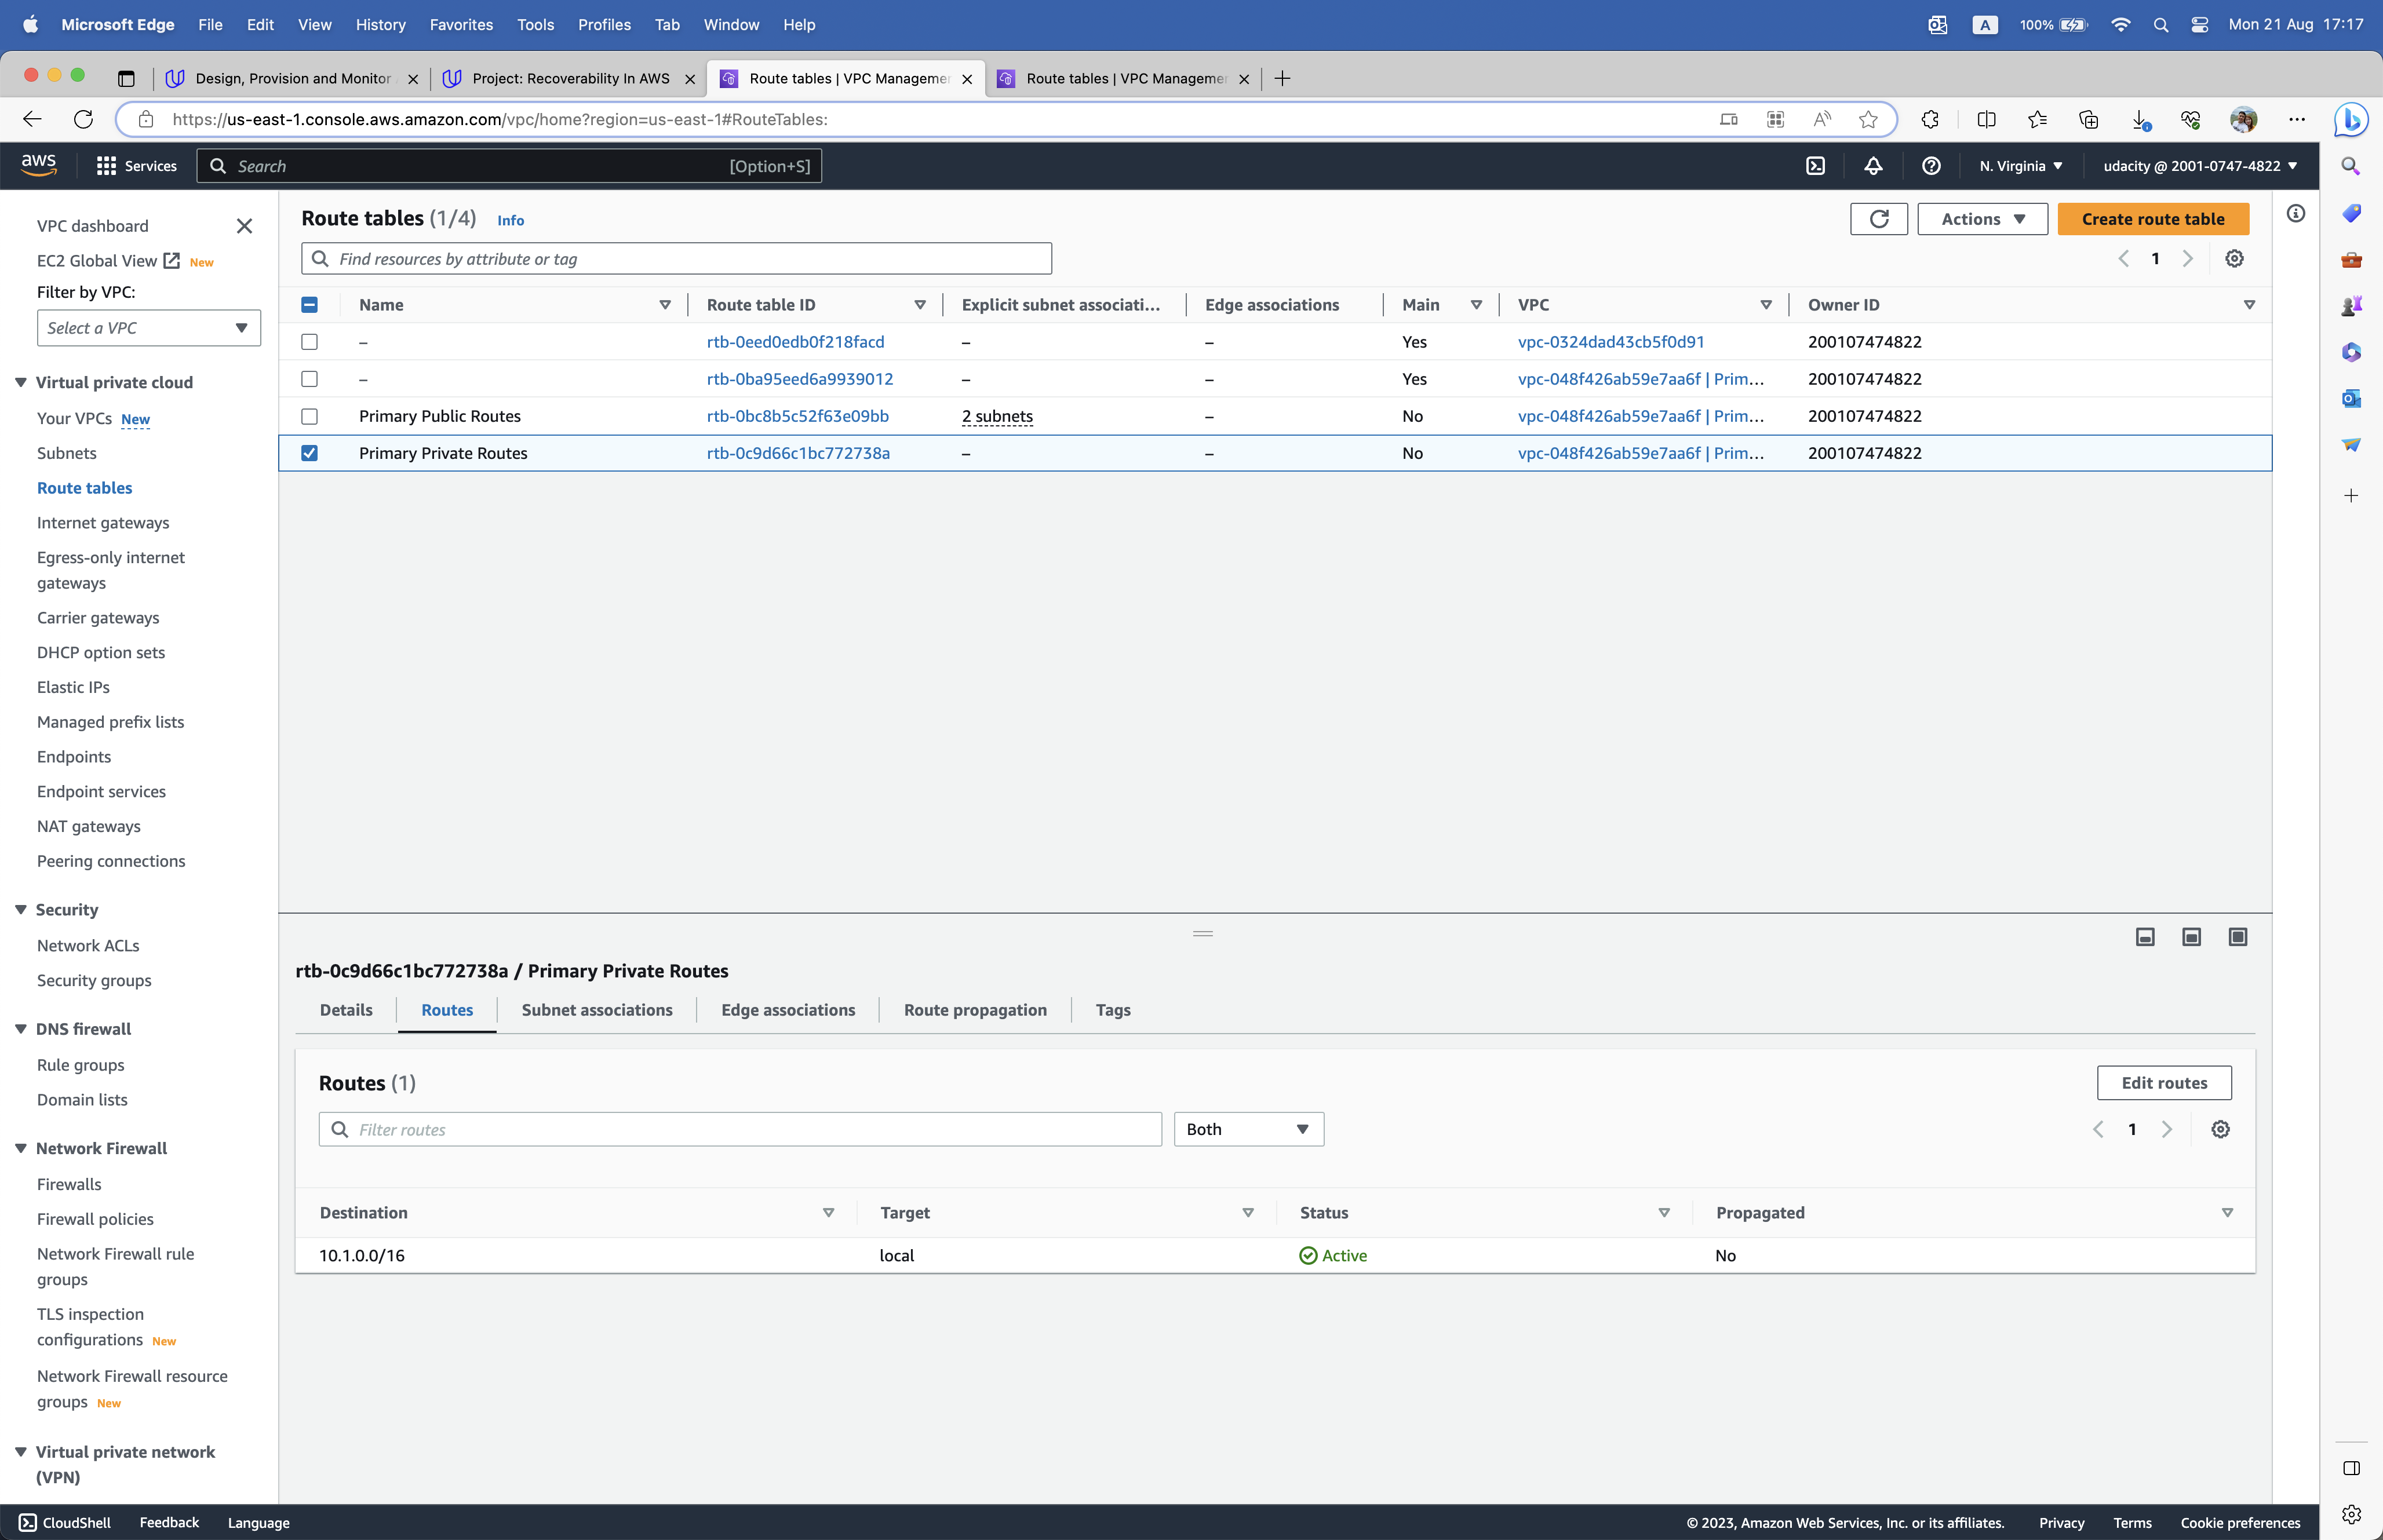 Microsoft Edge File Edit View History Favorites Tools Profiles Tab Window Help A 100% Mon 21 Aug 17:17
Design, Provision and Monitor
Project: Recoverability In AWS
Route tables | VPC Managemer
Route tables | VPC Managemer
https://us-east-1.console.aws.amazon.com/vpc/home?region=us-east-1#RouteTables:
aws Services Search [Option+S] N. Virginia udacity @ 2001-0747-4822
VPC dashboard
EC2 Global View New
Filter by VPC:
Select a VPC
Virtual private cloud
Your VPCs New
Subnets
Route tables
Internet gateways
Egress-only internet
gateways
Carrier gateways
DHCP option sets
Elastic IPs
Managed prefix lists
Endpoints
Endpoint services
NAT gateways
Peering connections
Security
Network ACLs
Security groups
DNS firewall
Rule groups
Domain lists
Network Firewall
Firewalls
Firewall policies
Network Firewall rule
groups
TLS inspection
configurations New
Network Firewall resource
groups New
Virtual private network
(VPN)
Route tables (1/4) Info
Actions
Create route table
Find resources by attribute or tag
1
Name Route table ID Explicit subnet associati... Edge associations Main VPC Owner ID
– rtb-0eed0edb0f218facd – – Yes vpc-0324dad43cb5f0d91 200107474822
– rtb-0ba95eed6a9939012 – – Yes vpc-048f426ab59e7aa6f | Prim... 200107474822
Primary Public Routes rtb-0bc8b5c52f63e09bb 2 subnets – No vpc-048f426ab59e7aa6f | Prim... 200107474822
Primary Private Routes rtb-0c9d66c1bc772738a – – No vpc-048f426ab59e7aa6f | Prim... 200107474822
rtb-0c9d66c1bc772738a / Primary Private Routes
Details Routes Subnet associations Edge associations Route propagation Tags
Routes (1)
Edit routes
Filter routes
Both
1
Destination Target Status Propagated
10.1.0.0/16 local Active No
CloudShell Feedback Language © 2023, Amazon Web Services, Inc. or its affiliates. Privacy Terms Cookie preferences